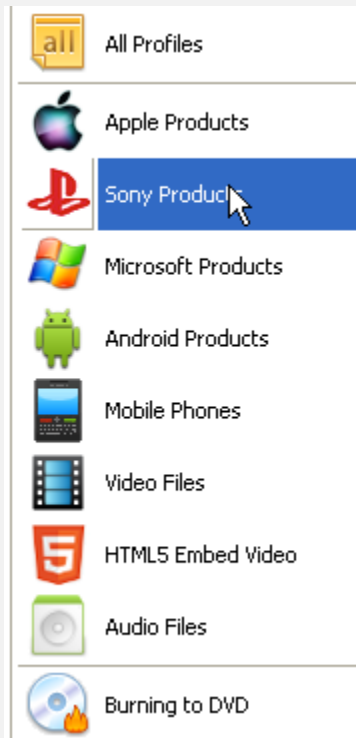 all
All Profiles
Apple Products
Sony Products
Microsoft Products
Android Products
Mobile Phones
Video Files
5
HTML5 Embed Video
Audio Files
Burning to DVD